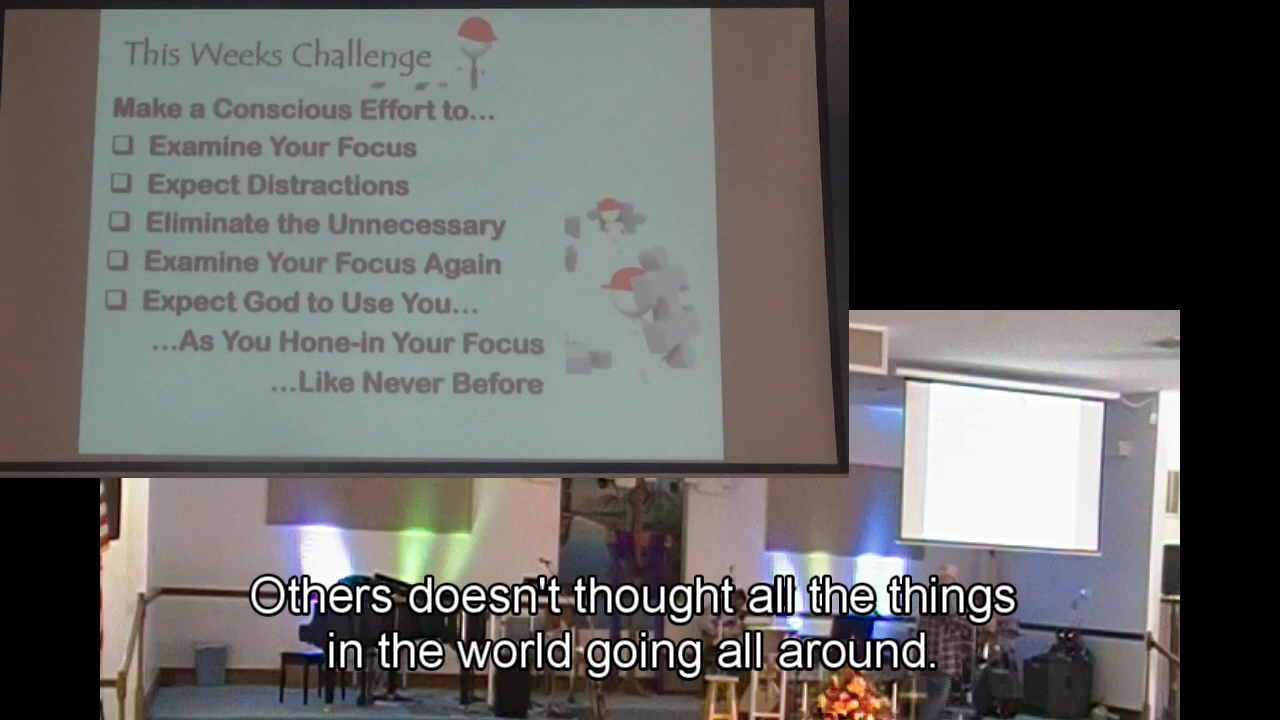 This Weeks Challenge
Make a Conscious Effort to...
❑ Examine Your Focus
❑ Expect Distractions
❑ Eliminate the Unnecessary
❑ Examine Your Focus Again
❑ Expect God to Use You...
...As You Hone-in Your Focus
...Like Never Before
Others doesn't thought all the things
in the world going all around.